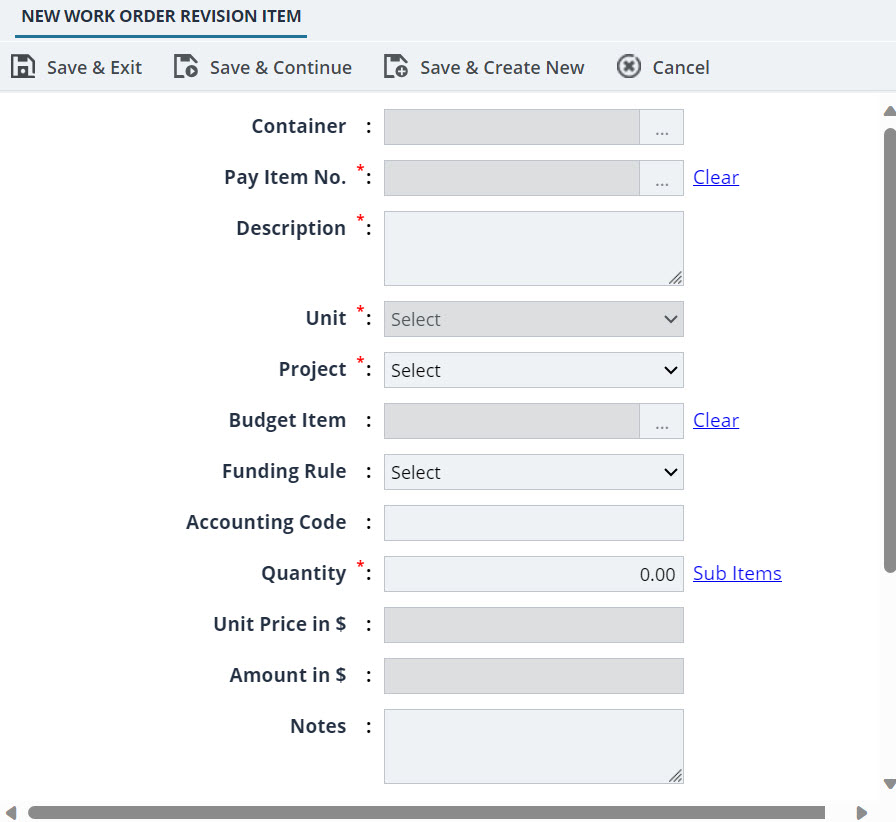 NEW WORK ORDER REVISION ITEM
Save & Exit Save & Continue Save & Create New Cancel
Container : ...
Pay Item No. * : ... Clear
Description * :
Unit * : Select
Project * : Select
Budget Item : ... Clear
Funding Rule : Select
Accounting Code :
Quantity * : 0.00 Sub Items
Unit Price in $ :
Amount in $ :
Notes :